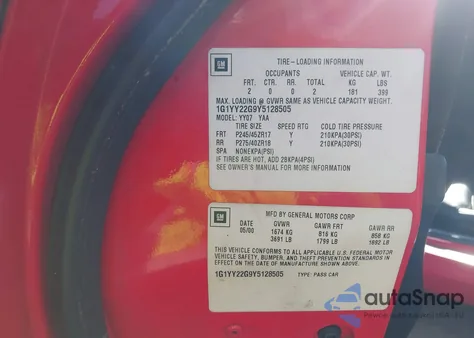 GM
TIRE-LOADING INFORMATION
OCCUPANTS VEHICLE CAP. WT.
FRT. CTR. RR. TOTAL KG LBS
2 0 0 2 181 399
MAX. LOADING @ GVWR SAME AS VEHICLE CAPACITY WEIGHT.
1G1YY22G9Y5128505
MODEL: YY07 YAA
TIRE SIZE SPEED RTG COLD TIRE PRESSURE
FRT P245/45ZR17 Y 210KPA(30PSI)
RR P275/40ZR18 Y 210KPA(30PSI)
SPA NONEKPA(PSI)
IF TIRES ARE HOT, ADD 28KPA(4PSI)
SEE OWNER'S MANUAL FOR MORE INFORMATION
GM
MFD BY GENERAL MOTORS CORP
DATE GVWR GAWR FRT GAWR RR
05/00 1674 KG 816 KG 858 KG
3691 LB 1799 LB 1892 LB
THIS VEHICLE CONFORMS TO ALL APPLICABLE U.S. FEDERAL MOTOR
VEHICLE SAFETY, BUMPER, AND THEFT PREVENTION STANDARDS
IN EFFECT ON THE DATE OF MANUFACTURE SHOWN ABOVE.
1G1YY22G9Y5128505 TYPE: PASS CAR
autoSnap